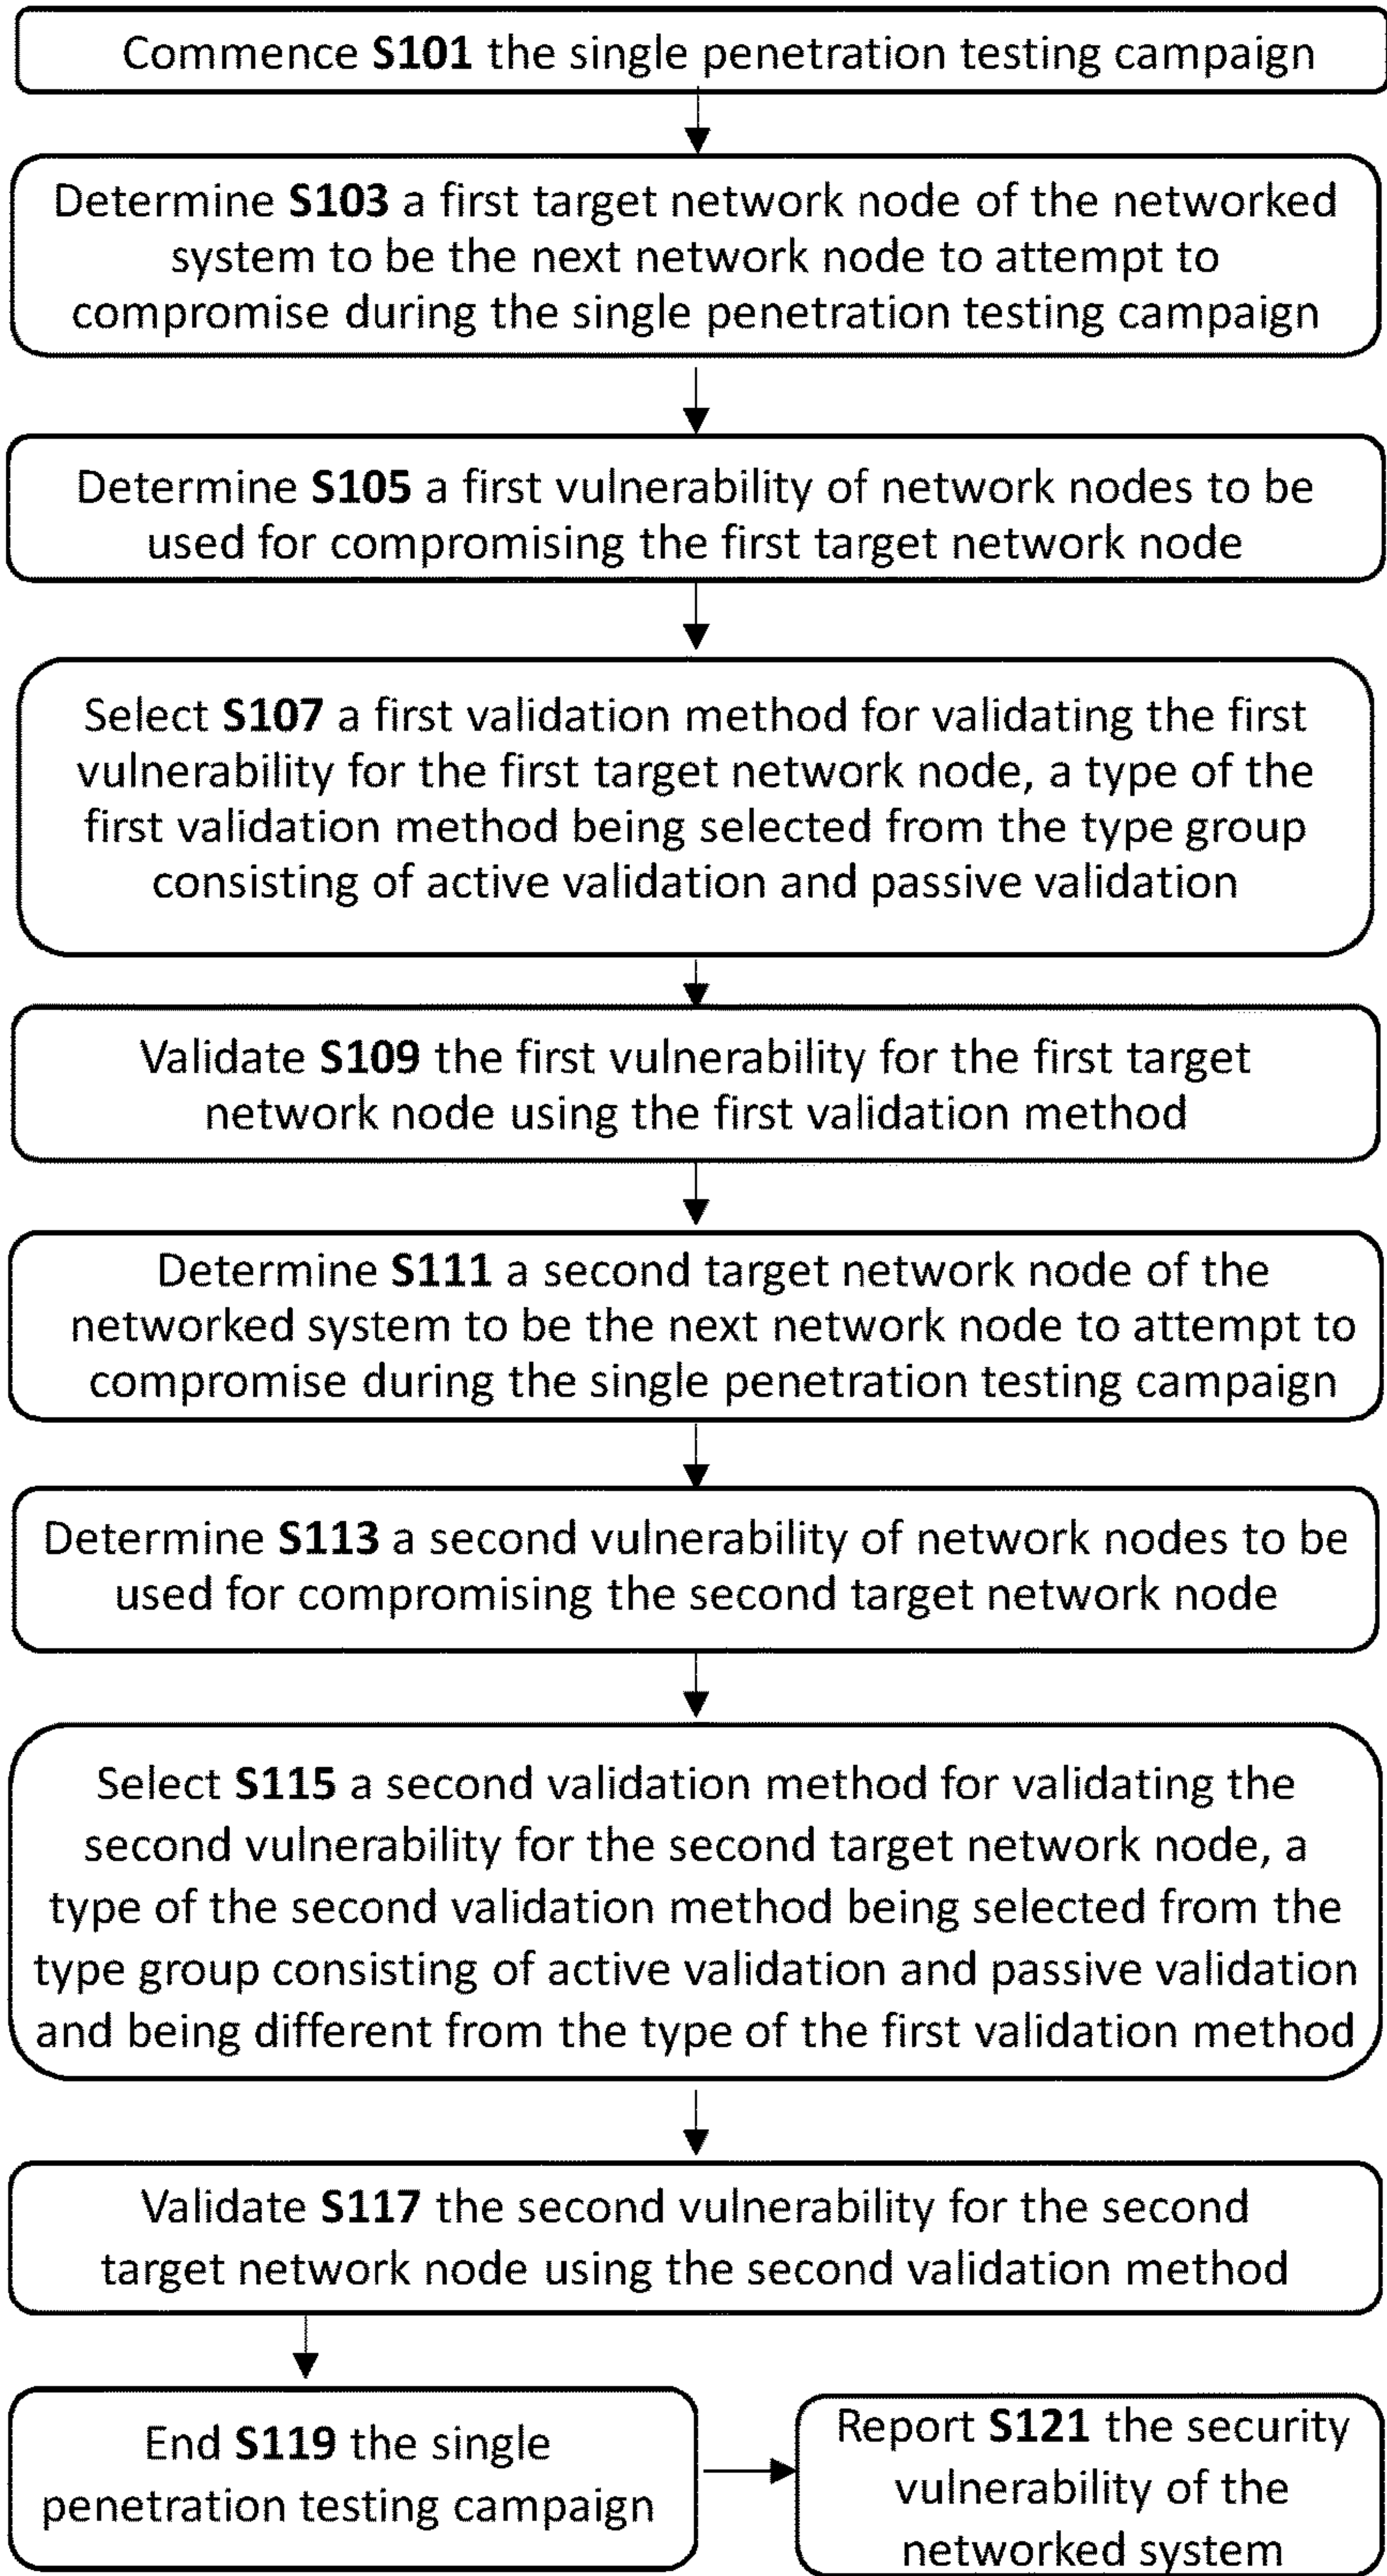 Commence S101 the single penetration testing campaign
Determine S103 a first target network node of the networked
system to be the next network node to attempt to
compromise during the single penetration testing campaign
Determine S105 a first vulnerability of network nodes to be
used for compromising the first target network node
Select S107 a first validation method for validating the first
vulnerability for the first target network node, a type of the
first validation method being selected from the type group
consisting of active validation and passive validation
Validate S109 the first vulnerability for the first target
network node using the first validation method
Determine S111 a second target network node of the
networked system to be the next network node to attempt to
compromise during the single penetration testing campaign
Determine S113 a second vulnerability of network nodes to be
used for compromising the second target network node
Select S115 a second validation method for validating the
second vulnerability for the second target network node, a
type of the second validation method being selected from the
type group consisting of active validation and passive validation
and being different from the type of the first validation method
Validate S117 the second vulnerability for the second
target network node using the second validation method
End S119 the single
penetration testing campaign
Report S121 the security
vulnerability of the
networked system